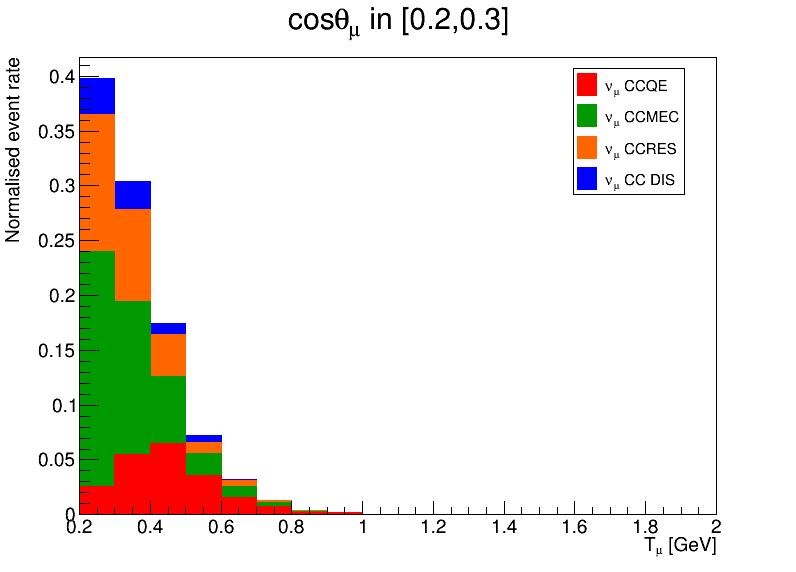 cosθμ in [0.2,0.3]
Normalised event rate
0.4
0.35
0.3
0.25
0.2
0.15
0.1
0.05
0
νμ CCQE
νμ CCMEC
νμ CCRES
νμ CC DIS
0.2 0.4 0.6 0.8 1 1.2 1.4 1.6 1.8 2
Tμ [GeV]